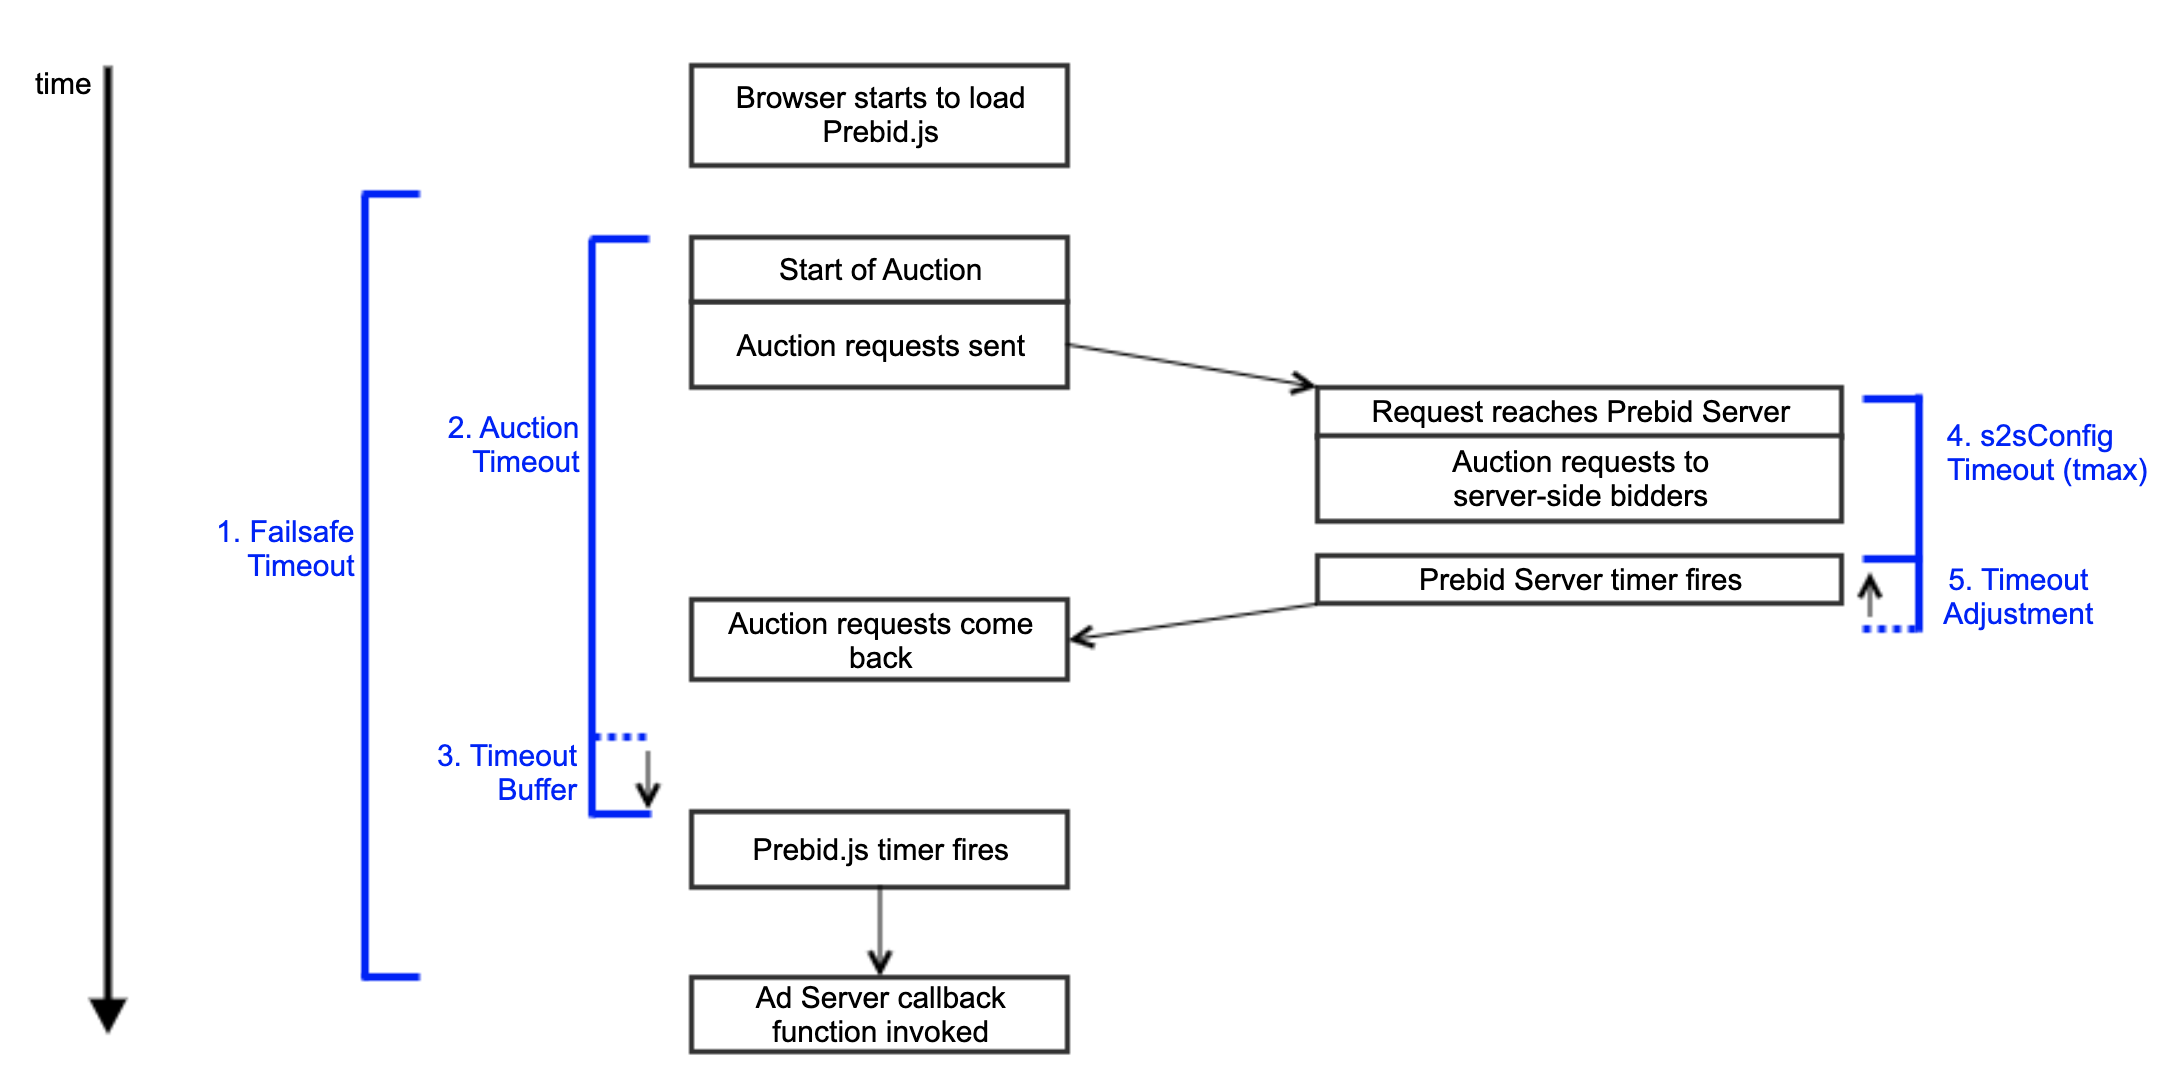 time
Browser starts to load
Prebid.js
Start of Auction
Auction requests sent
Request reaches Prebid Server
Auction requests to
server-side bidders
4. s2sConfig
Timeout (tmax)
2. Auction
Timeout
1. Failsafe
Timeout
Prebid Server timer fires
5. Timeout
Adjustment
Auction requests come
back
3. Timeout
Buffer
Prebid.js timer fires
Ad Server callback
function invoked